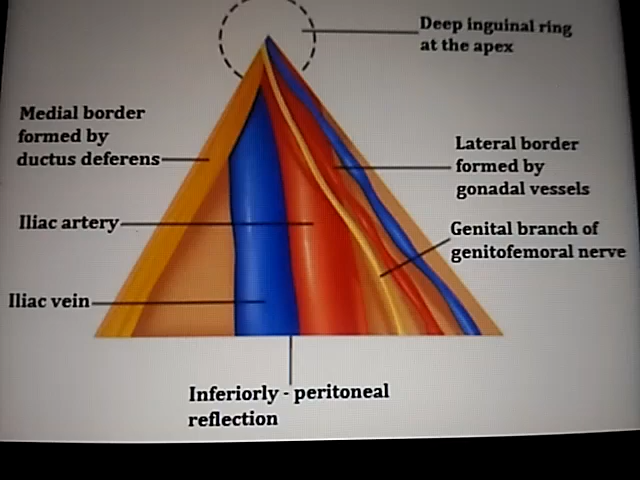 Deep inguinal ring
at the apex
Medial border
formed by
ductus deferens
Lateral border
formed by
gonadal vessels
Iliac artery
Genital branch of
genitofemoral nerve
Iliac vein
Inferiorly - peritoneal
reflection